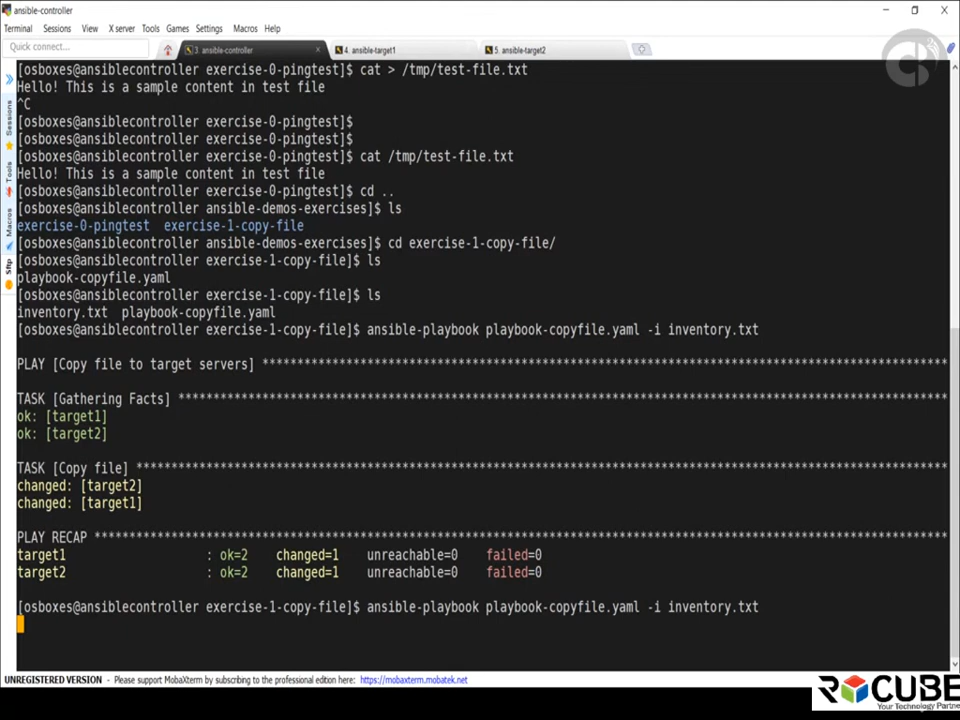 ansible-controller
Terminal Sessions View X server Tools Games Settings Macros Help
Quick connect...
3. ansible-controller
4. ansible-target1
5. ansible-target2
Sessions
Tools
Macros
Sftp
[osboxes@ansiblecontroller exercise-0-pingtest]$ cat > /tmp/test-file.txt
Hello! This is a sample content in test file
^C
[osboxes@ansiblecontroller exercise-0-pingtest]$
[osboxes@ansiblecontroller exercise-0-pingtest]$
[osboxes@ansiblecontroller exercise-0-pingtest]$ cat /tmp/test-file.txt
Hello! This is a sample content in test file
[osboxes@ansiblecontroller exercise-0-pingtest]$ cd ..
[osboxes@ansiblecontroller ansible-demos-exercises]$ ls
exercise-0-pingtest  exercise-1-copy-file
[osboxes@ansiblecontroller ansible-demos-exercises]$ cd exercise-1-copy-file/
[osboxes@ansiblecontroller exercise-1-copy-file]$ ls
playbook-copyfile.yaml
[osboxes@ansiblecontroller exercise-1-copy-file]$ ls
inventory.txt  playbook-copyfile.yaml
[osboxes@ansiblecontroller exercise-1-copy-file]$ ansible-playbook playbook-copyfile.yaml -i inventory.txt
PLAY [Copy file to target servers] **************************************************************************************************
TASK [Gathering Facts] **************************************************************************************************************
ok: [target1]
ok: [target2]
TASK [Copy file] ********************************************************************************************************************
changed: [target2]
changed: [target1]
PLAY RECAP **************************************************************************************************************************
target1 : ok=2 changed=1 unreachable=0 failed=0
target2 : ok=2 changed=1 unreachable=0 failed=0
[osboxes@ansiblecontroller exercise-1-copy-file]$ ansible-playbook playbook-copyfile.yaml -i inventory.txt
UNREGISTERED VERSION - Please support MobaXterm by subscribing to the professional edition here: https://mobaxterm.mobatek.net
RCUBE
Your Technology Partne